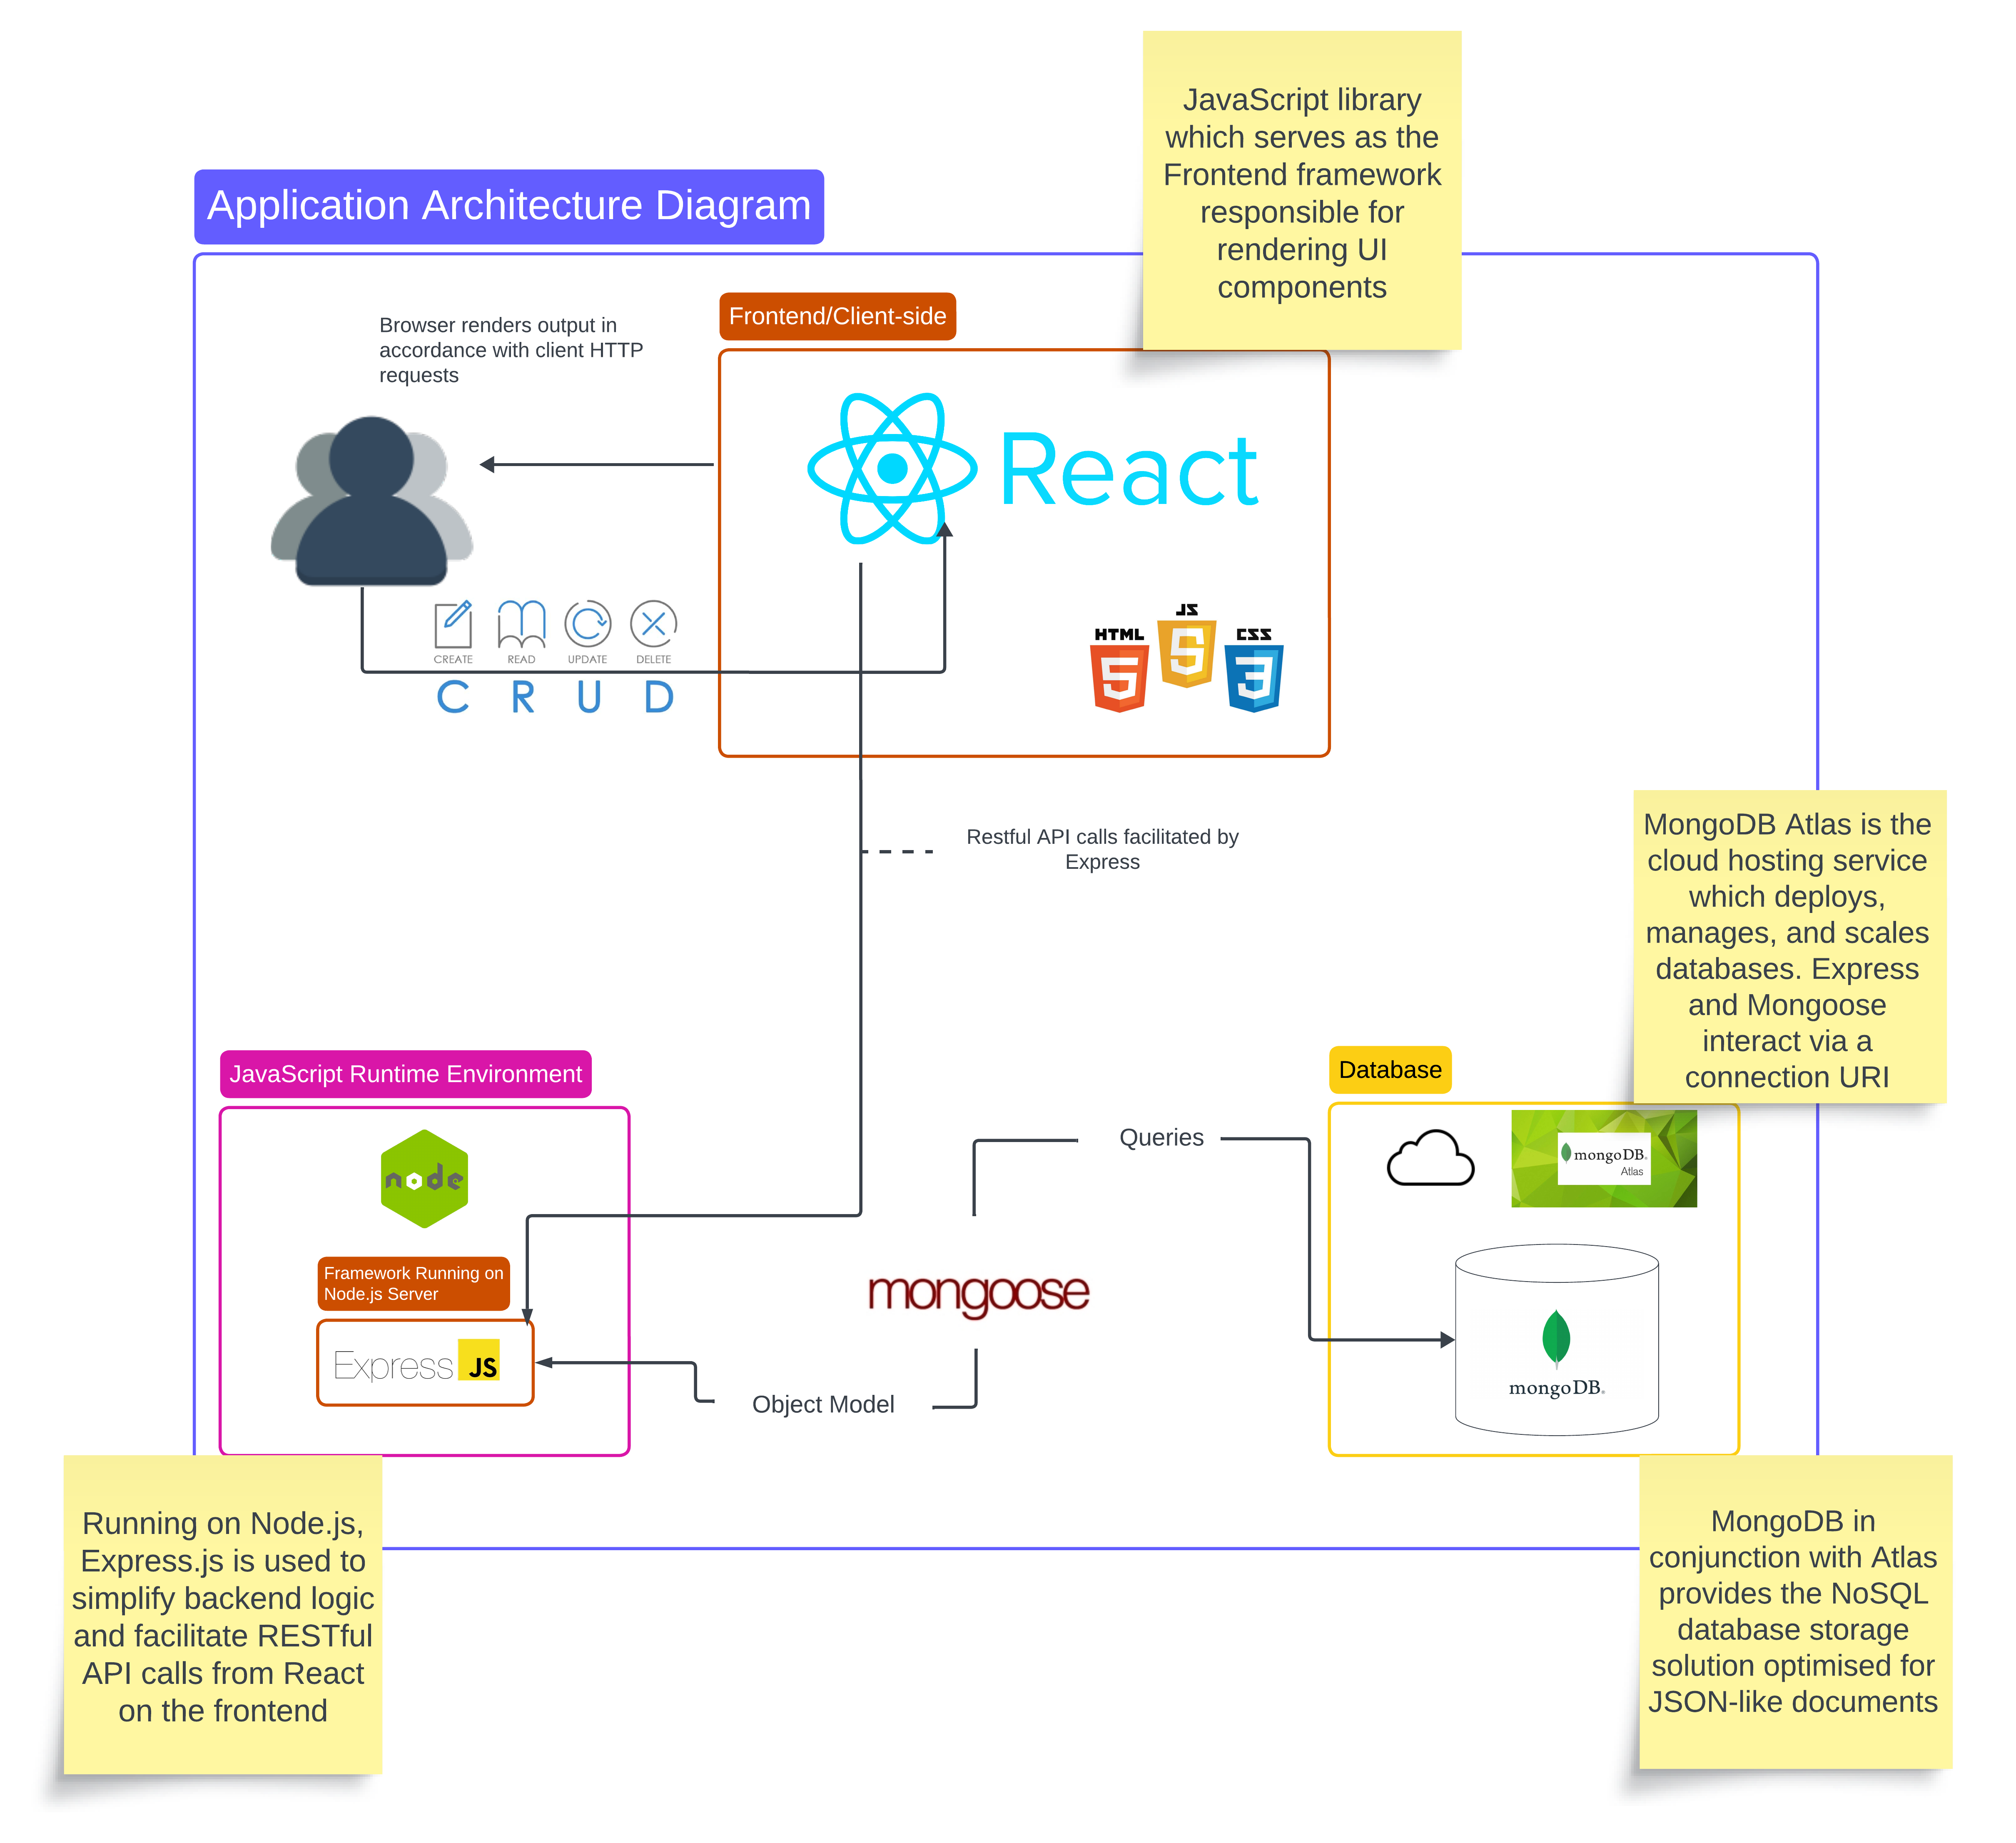 JavaScript library
which serves as the
Frontend framework
responsible for
rendering UI
components
Application Architecture Diagram
Frontend/Client-side
Browser renders output in
accordance with client HTTP
requests
React
CREATE READ UPDATE DELETE
C R U D
HTML
5
JS
5
CSS
3
Restful API calls facilitated by
Express
MongoDB Atlas is the
cloud hosting service
which deploys,
manages, and scales
databases. Express
and Mongoose
interact via a
connection URI
JavaScript Runtime Environment
node
Framework Running on
Node.js Server
Express JS
Queries
mongoose
Object Model
Database
mongoDB®
Atlas
mongoDB®
Running on Node.js,
Express.js is used to
simplify backend logic
and facilitate RESTful
API calls from React
on the frontend
MongoDB in
conjunction with Atlas
provides the NoSQL
database storage
solution optimised for
JSON-like documents